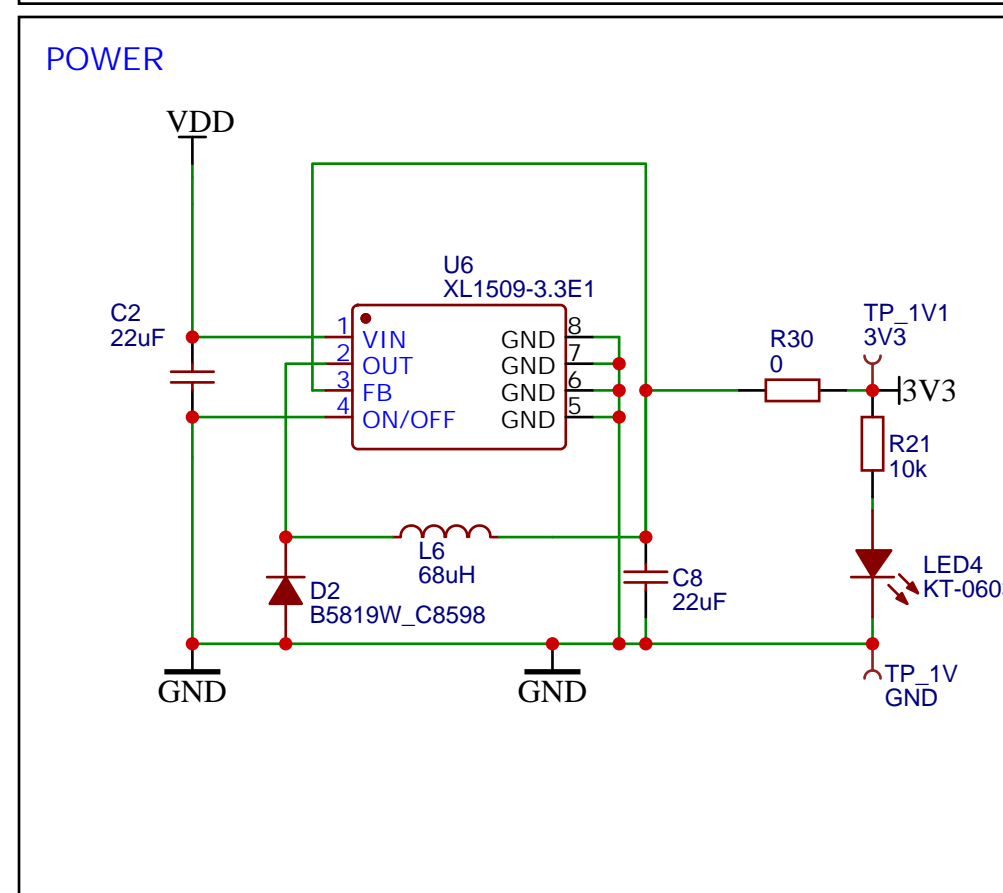 POWER
VDD
U6
XL1509-3.3E1
C2
22uF
1
VIN
2
OUT
3
FB
4
ON/OFF
GND
8
GND
7
GND
6
GND
5
R30
0
TP_1V1
3V3
3V3
R21
10k
L6
68uH
D2
B5819W_C8598
C8
22uF
LED4
KT-060
GND
GND
TP_1V
GND